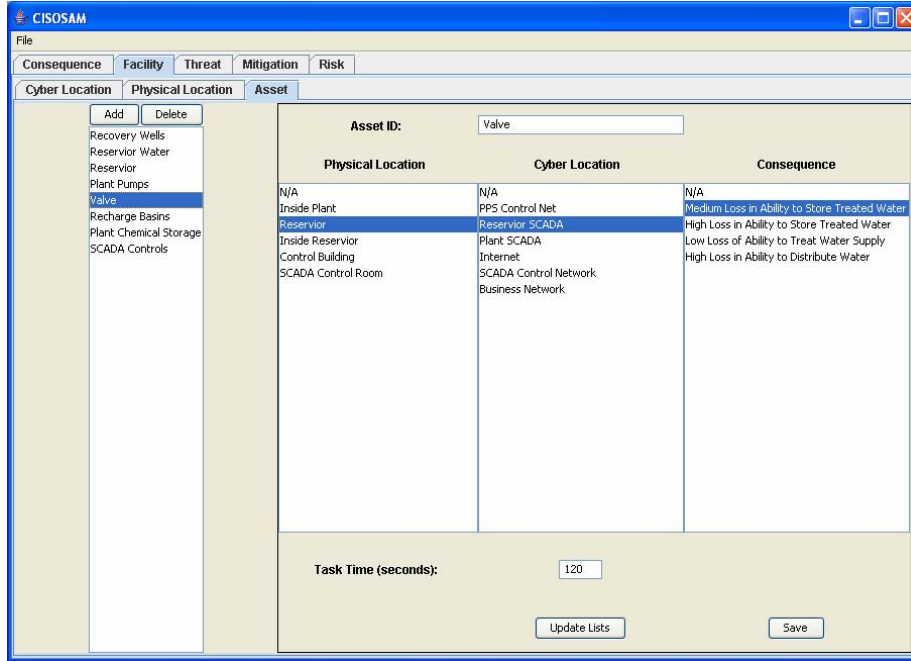 CISOSAM
File
Consequence Facility Threat Mitigation Risk
Cyber Location Physical Location Asset
Add Delete
Recovery Wells
Reservior Water
Reservior
Plant Pumps
Valve
Recharge Basins
Plant Chemical Storage
SCADA Controls
Asset ID: Valve
Physical Location Cyber Location Consequence
N/A N/A N/A
Inside Plant PPS Control Net Medium Loss in Ability to Store Treated Water
Reservior Reservior SCADA High Loss in Ability to Store Treated Water
Inside Reservior Plant SCADA Low Loss of Ability to Treat Water Supply
Control Building Internet High Loss in Ability to Distribute Water
SCADA Control Room SCADA Control Network
Business Network
Task Time (seconds): 120
Update Lists Save